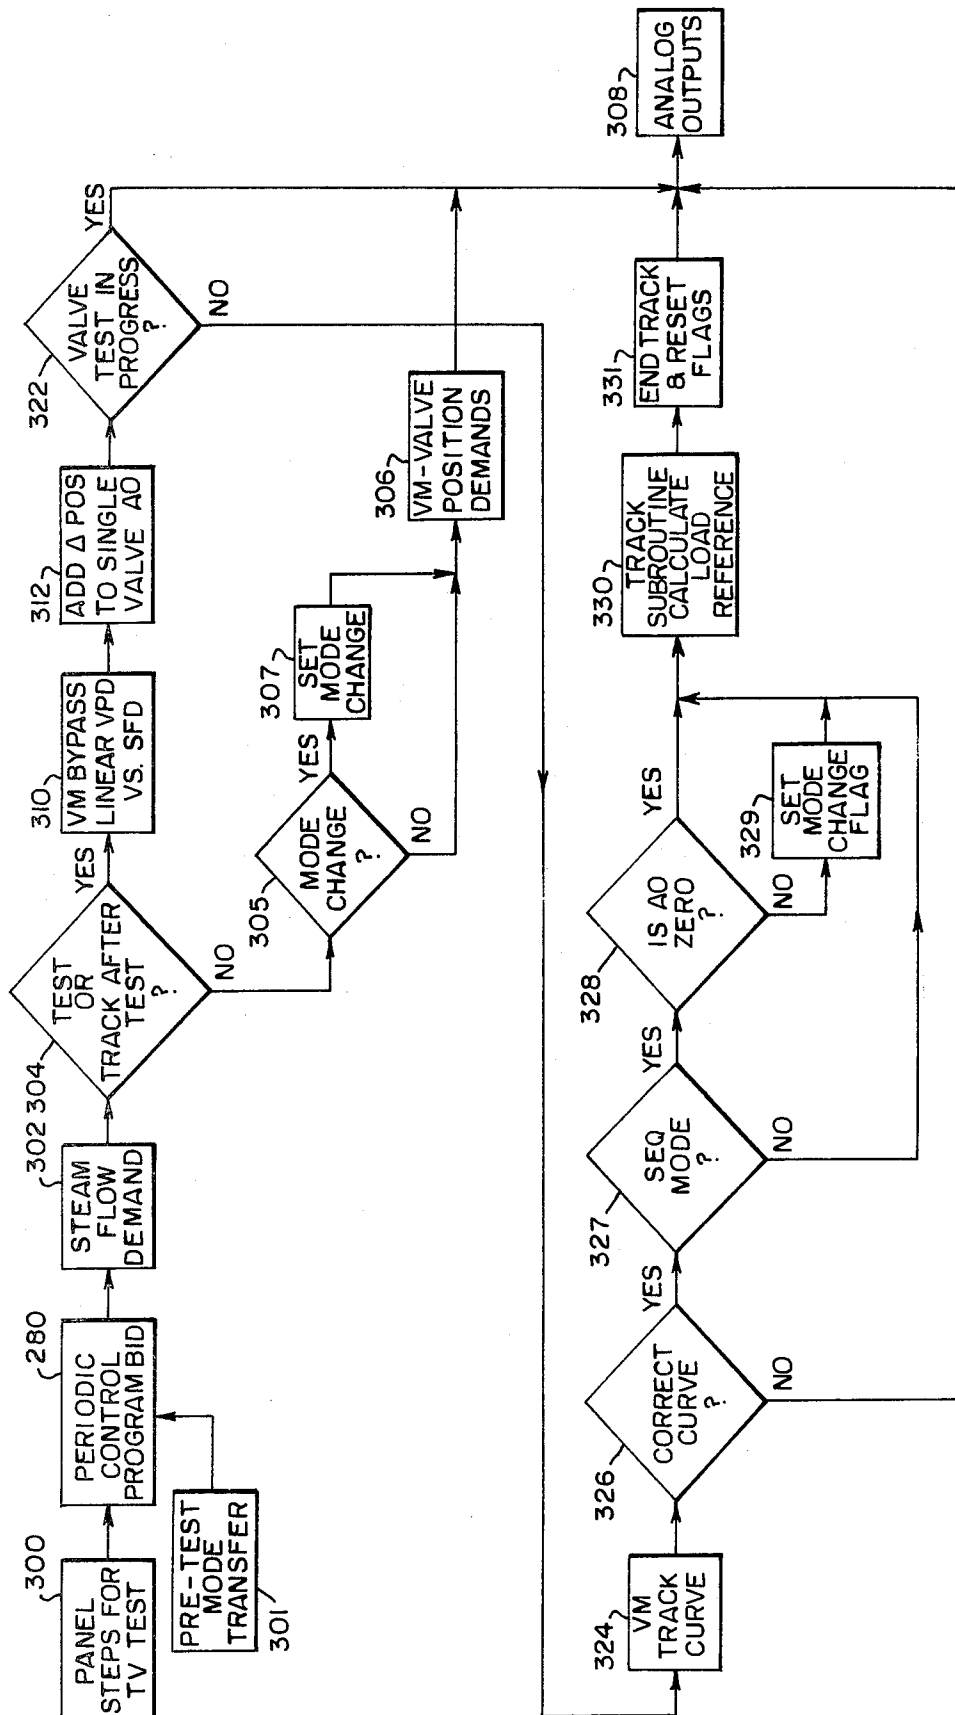 300
PANEL
STEPS FOR
TV TEST
PRE-TEST
MODE
TRANSFER
301
280
PERIODIC
CONTROL
PROGRAM BID
302
STEAM
FLOW
DEMAND
304
TEST
OR
TRACK AFTER
TEST
?
YES
NO
310
VM BYPASS
LINEAR VPD
VS. SFD
312
ADD Δ POS
TO SINGLE
VALVE AO
322
VALVE
TEST IN
PROGRESS
?
YES
NO
305
MODE
CHANGE
?
YES
NO
307
SET
MODE
CHANGE
306
VM-VALVE
POSITION
DEMANDS
324
VM
TRACK
CURVE
326
CORRECT
CURVE
?
YES
NO
327
SEQ
MODE
?
YES
NO
328
IS AO
ZERO
?
YES
NO
329
SET
MODE
CHANGE
FLAG
330
TRACK
SUBROUTINE
CALCULATE
LOAD
REFERENCE
331
END TRACK
& RESET
FLAGS
308
ANALOG
OUTPUTS